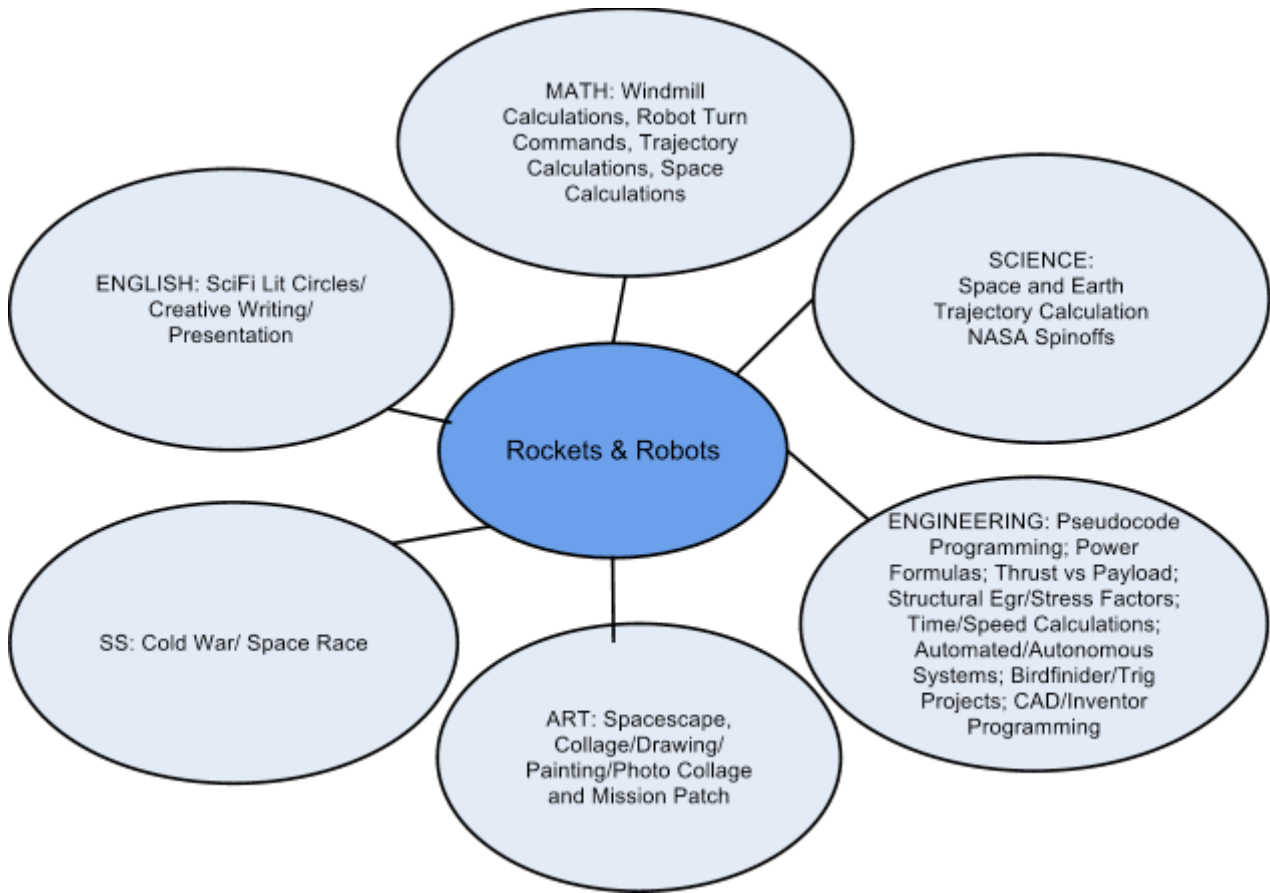 MATH: Windmill
Calculations, Robot Turn
Commands, Trajectory
Calculations, Space
Calculations
SCIENCE:
Space and Earth
Trajectory Calculation
NASA Spinoffs
ENGLISH: SciFi Lit Circles/
Creative Writing/
Presentation
Rockets & Robots
ENGINEERING: Pseudocode
Programming; Power
Formulas; Thrust vs Payload;
Structural Egr/Stress Factors;
Time/Speed Calculations;
Automated/Autonomous
Systems; Birdfinider/Trig
Projects; CAD/Inventor
Programming
SS: Cold War/ Space Race
ART: Spacescape,
Collage/Drawing/
Painting/Photo Collage
and Mission Patch